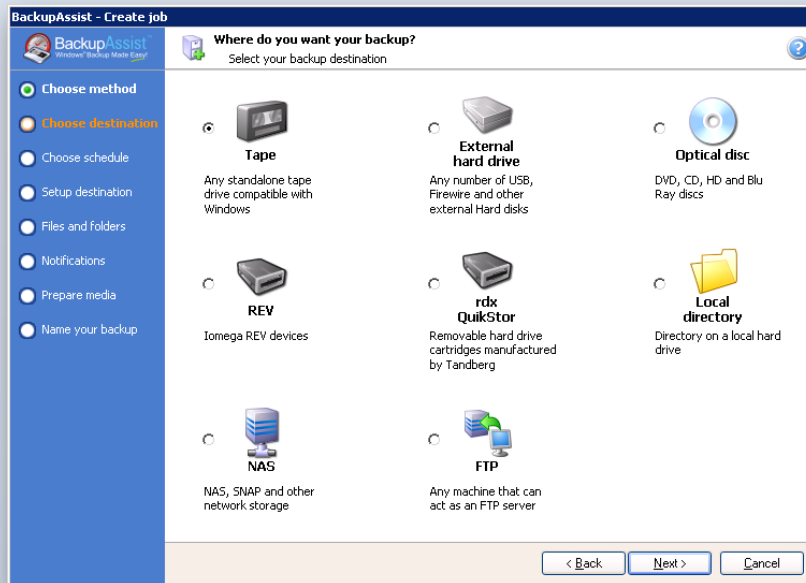 BackupAssist - Create job
BackupAssist™
Windows® Backup Made Easy!
Where do you want your backup?
Select your backup destination
?
Choose method
Choose destination
Choose schedule
Setup destination
Files and folders
Notifications
Prepare media
Name your backup
Tape
Any standalone tape
drive compatible with
Windows
External
hard drive
Any number of USB,
Firewire and other
external Hard disks
Optical disc
DVD, CD, HD and Blu
Ray discs
REV
Iomega REV devices
rdx
QuikStor
Removable hard drive
cartridges manufactured
by Tandberg
Local
directory
Directory on a local hard
drive
NAS
NAS, SNAP and other
network storage
FTP
Any machine that can
act as an FTP server
< Back
Next >
Cancel